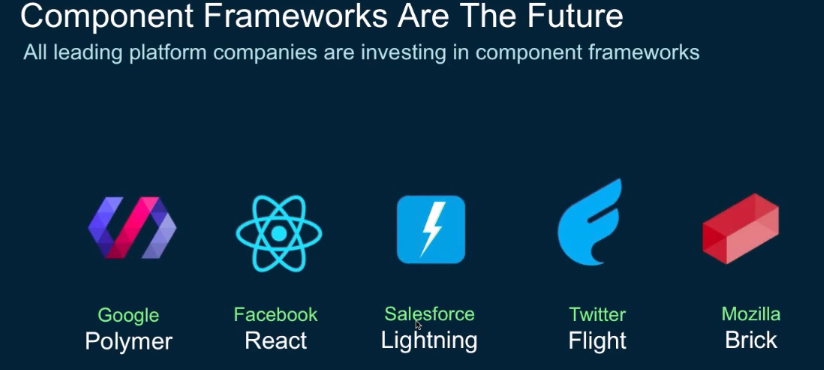 Component Frameworks Are The Future
All leading platform companies are investing in component frameworks
Google
Polymer
Facebook
React
Salesforce
Lightning
Twitter
Flight
Mozilla
Brick